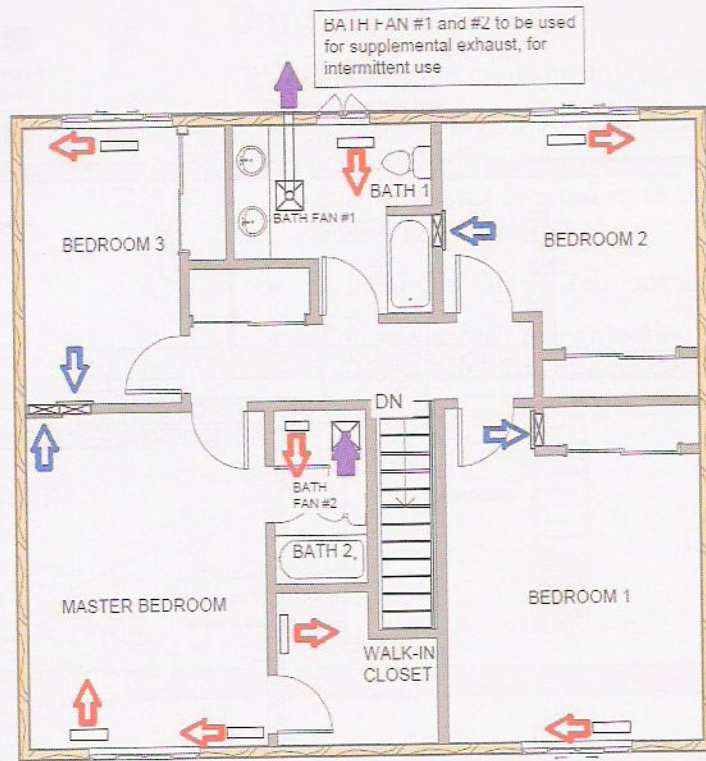 BATH FAN #1 and #2 to be used
for supplemental exhaust, for
intermittent use
BATH 1
BATH FAN #1
BEDROOM 3
BEDROOM 2
DN
BATH
FAN #2
BATH 2,
MASTER BEDROOM
BEDROOM 1
WALK-IN
CLOSET